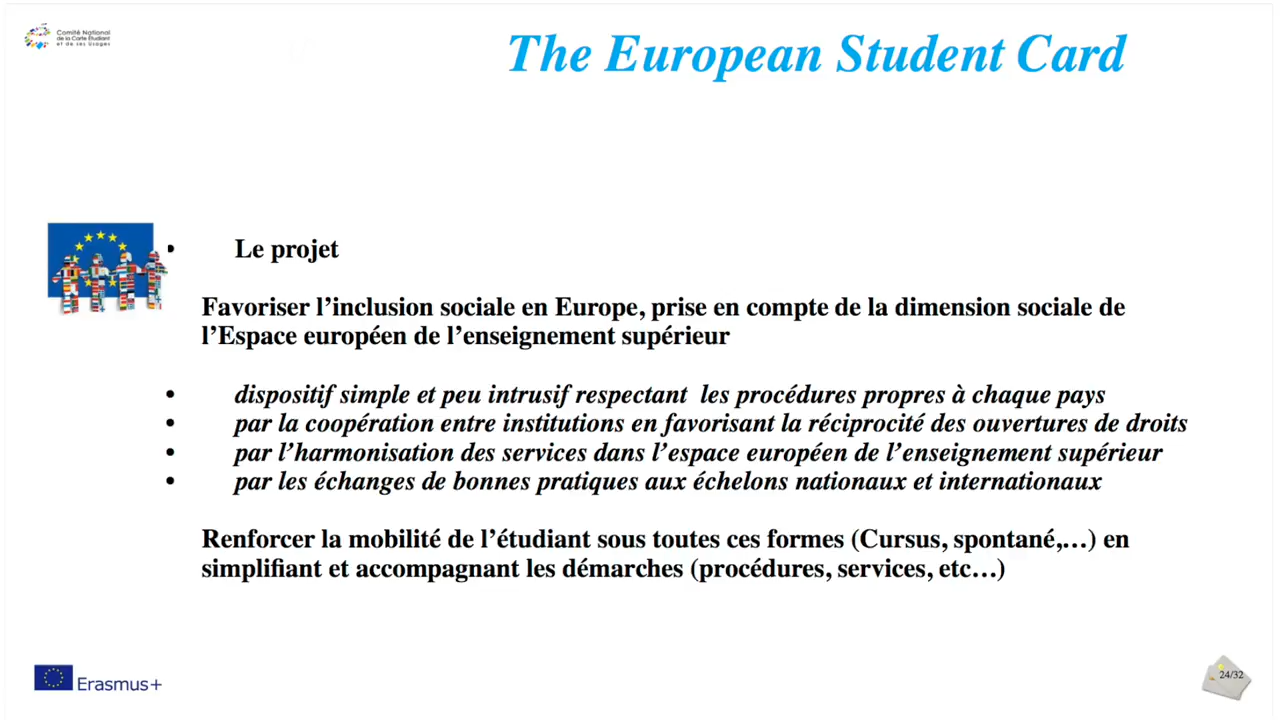 Comité National
de la Carte Etudiant
et de ses Usages
The European Student Card
• Le projet
Favoriser l’inclusion sociale en Europe, prise en compte de la dimension sociale de
l’Espace européen de l’enseignement supérieur
• dispositif simple et peu intrusif respectant les procédures propres à chaque pays
• par la coopération entre institutions en favorisant la réciprocité des ouvertures de droits
• par l’harmonisation des services dans l’espace européen de l’enseignement supérieur
• par les échanges de bonnes pratiques aux échelons nationaux et internationaux
Renforcer la mobilité de l’étudiant sous toutes ces formes (Cursus, spontané,…) en
simplifiant et accompagnant les démarches (procédures, services, etc…)
Erasmus+
24/32